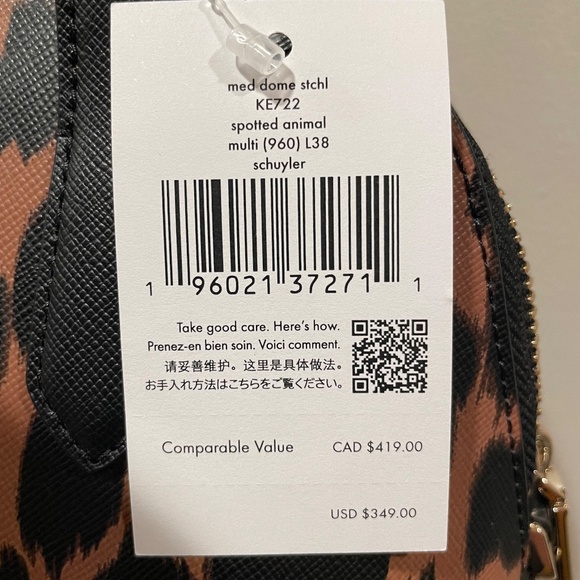 med dome stchl
KE722
spotted animal
multi (960) L38
schuyler
1 96021 37271 1
Take good care. Here's how.
Prenez-en bien soin. Voici comment.
请妥善维护。这里是具体做法。
お手入れ方法はこちらをご覧ください。
Comparable Value CAD $419.00
USD $349.00